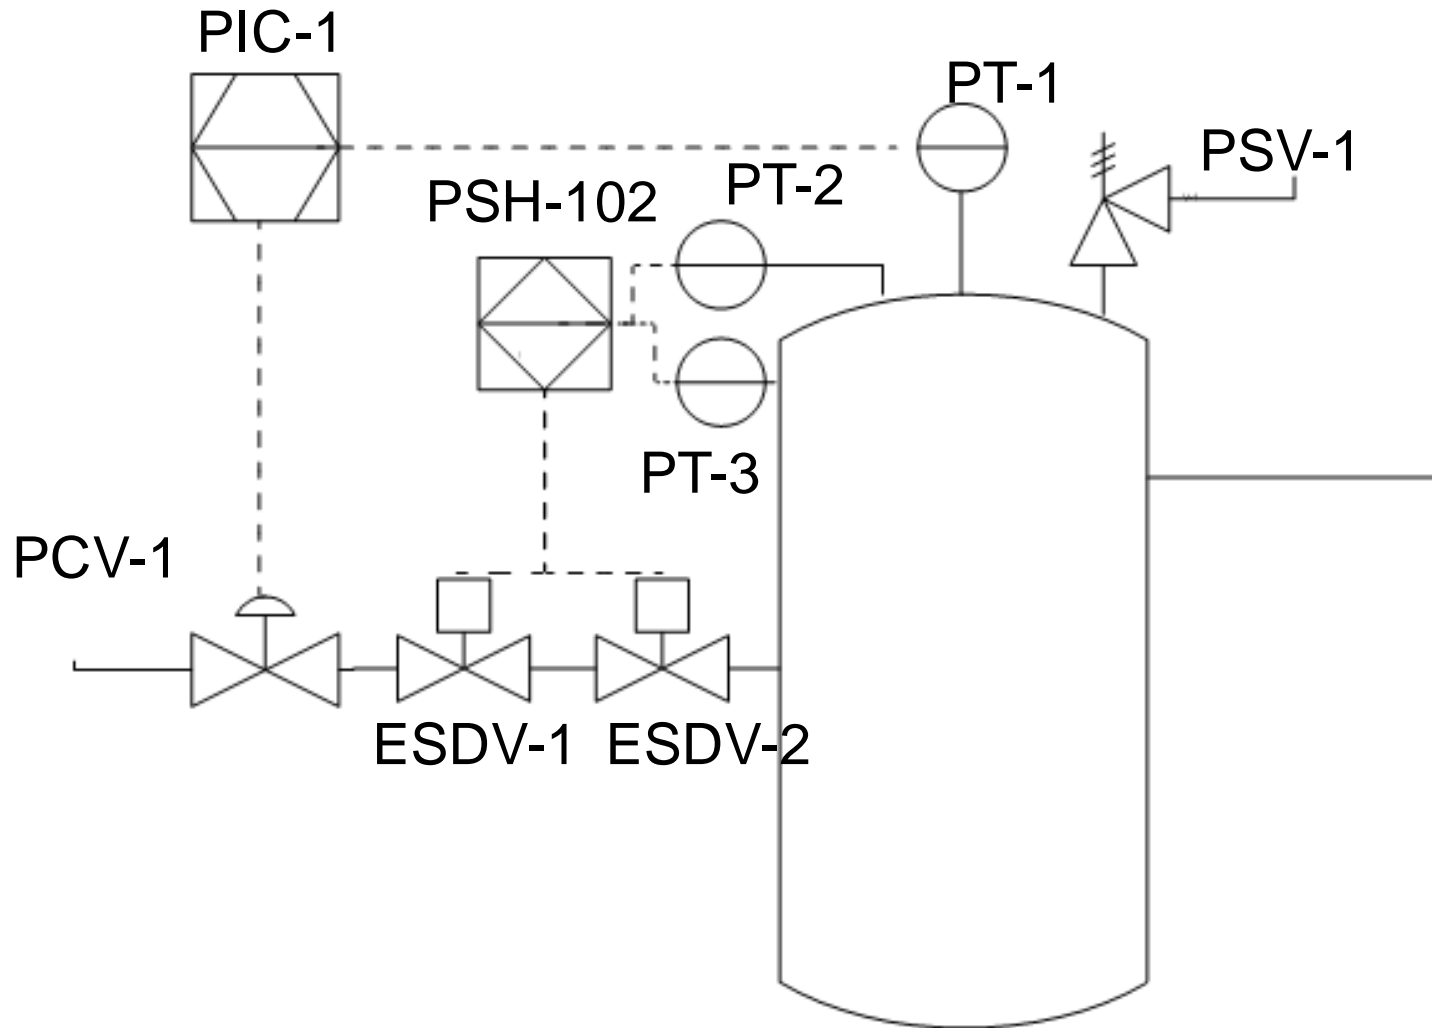 PIC-1
PT-1
PSV-1
PT-2
PSH-102
PT-3
PCV-1
ESDV-1
ESDV-2